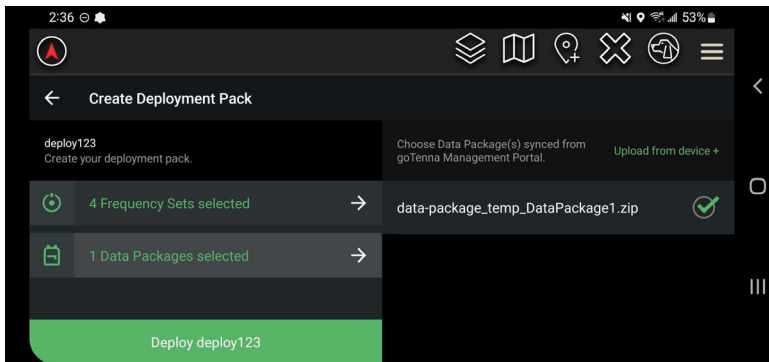 2:36
53%
Create Deployment Pack
deploy123
Create your deployment pack.
4 Frequency Sets selected
1 Data Packages selected
Deploy deploy123
Choose Data Package(s) synced from
goTenna Management Portal.
Upload from device +
data-package_temp_DataPackage1.zip